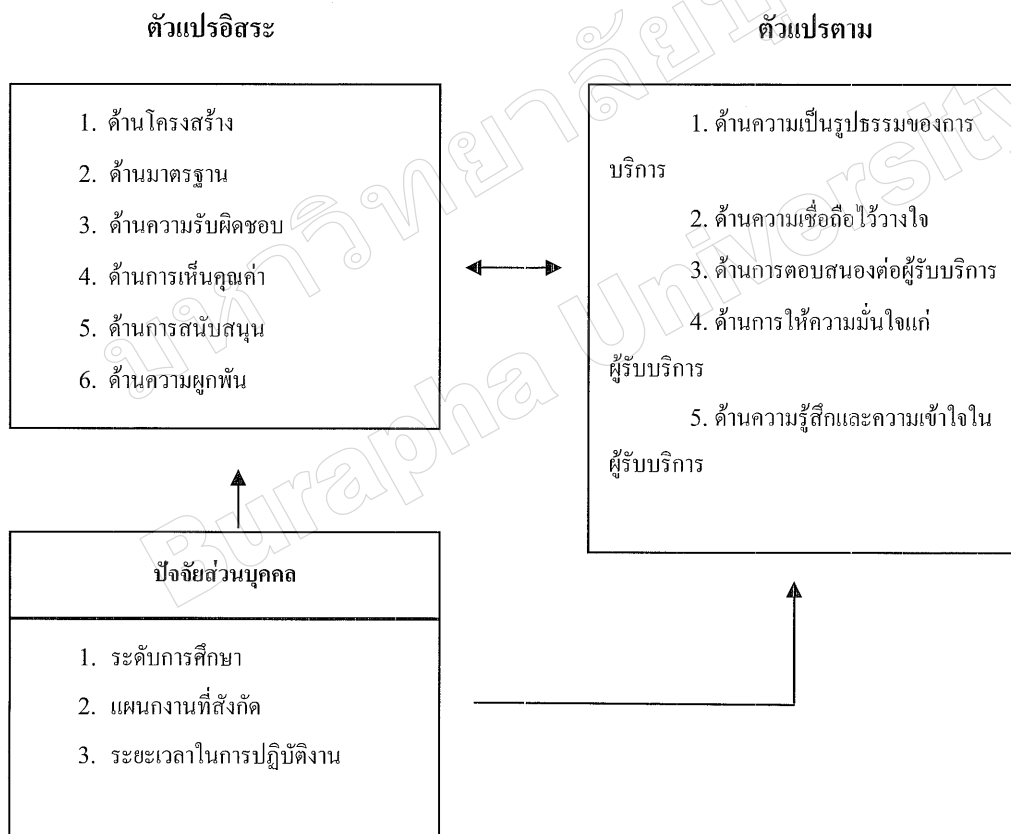 ตัวแปรอิสระ
1. ด้านโครงสร้าง
2. ด้านมาตรฐาน
3. ด้านความรับผิดชอบ
4. ด้านการเห็นคุณค่า
5. ด้านการสนับสนุน
6. ด้านความผูกพัน
ตัวแปรตาม
1. ด้านความเป็นรูปธรรมของการ
บริการ
2. ด้านความเชื่อถือไว้วางใจ
3. ด้านการตอบสนองต่อผู้รับบริการ
4. ด้านการให้ความมั่นใจแก่
ผู้รับบริการ
5. ด้านความรู้สึกและความเข้าใจใน
ผู้รับบริการ
ปัจจัยส่วนบุคคล
1. ระดับการศึกษา
2. แผนกงานที่สังกัด
3. ระยะเวลาในการปฏิบัติงาน
มหาวิทยาลัยบู
Burapha University